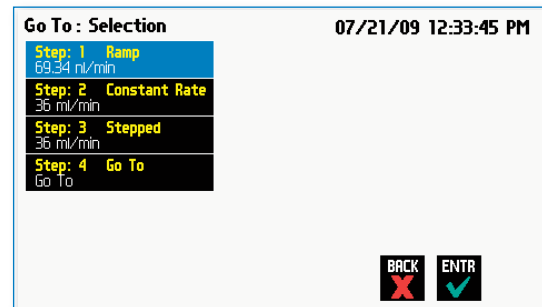 Go To : Selection 07/21/09 12:33:45 PM
Step: 1 Ramp
69.34 nl/min
Step: 2 Constant Rate
36 ml/min
Step: 3 Stepped
36 ml/min
Step: 4 Go To
Go To
BACK ENTR